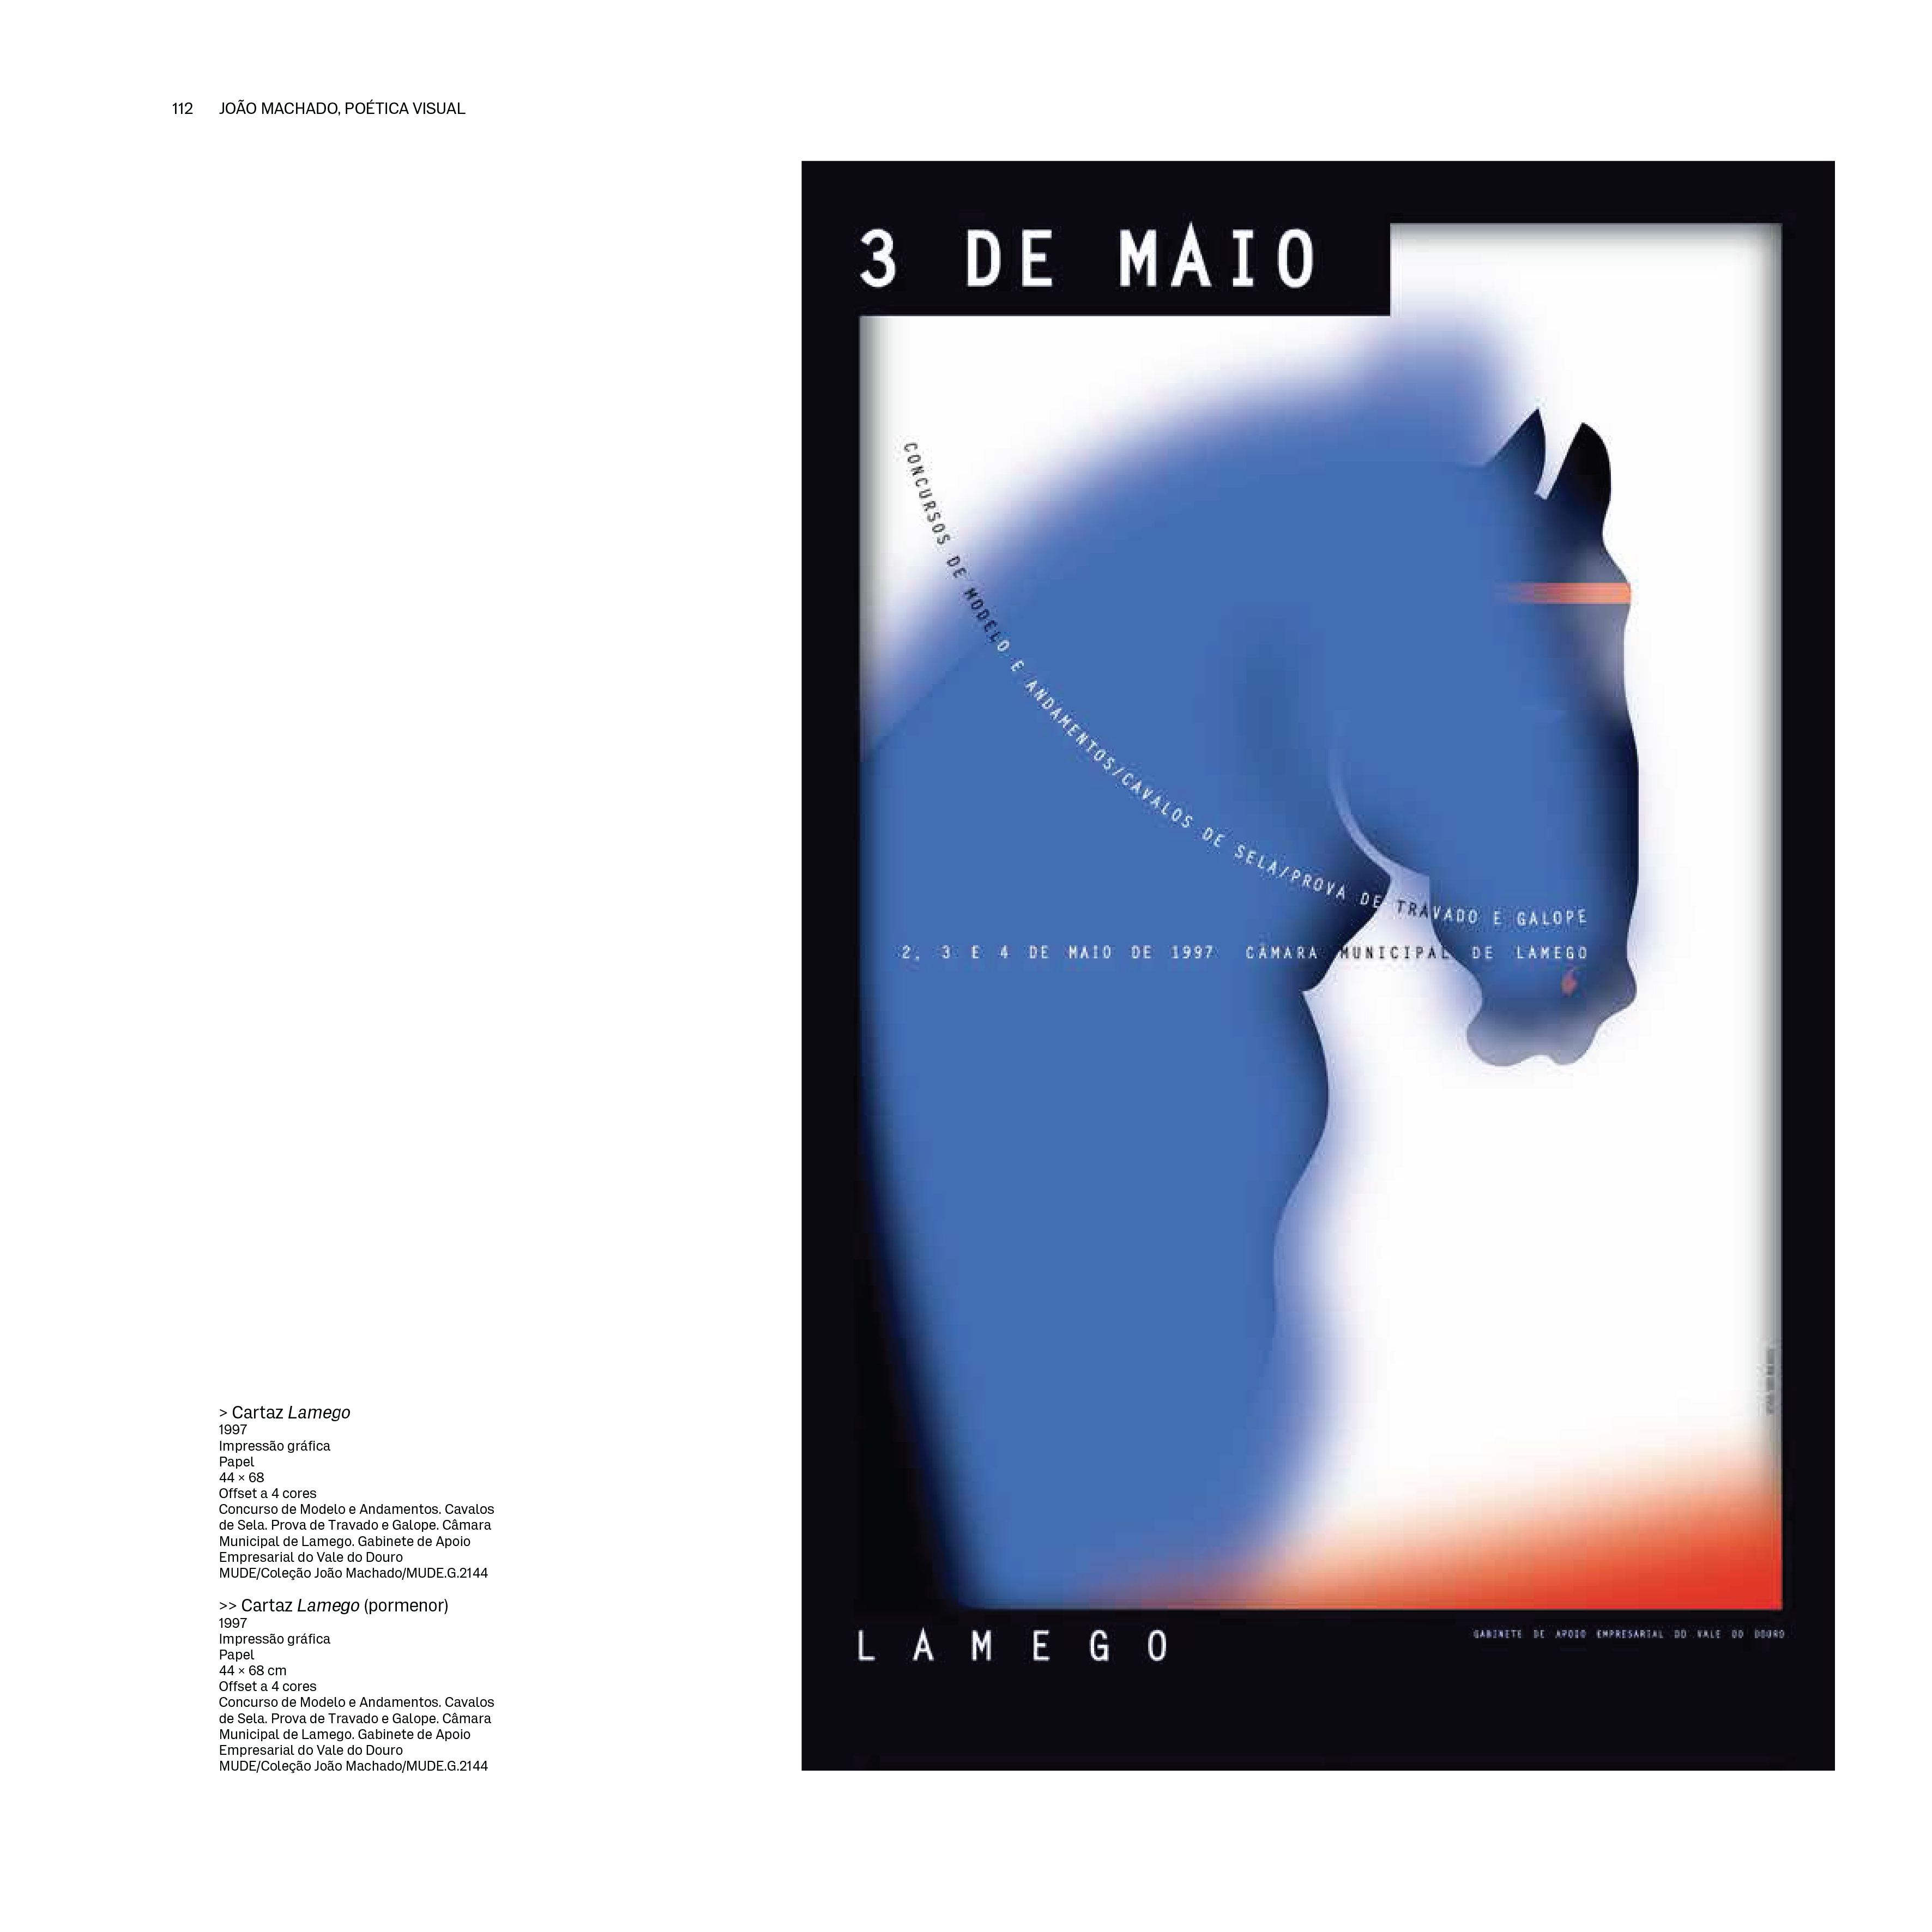 112 JOÃO MACHADO, POÉTICA VISUAL
3 DE MAIO
CONCURSOS DE MODELO E ANDAMENTOS/CAVALOS DE SELA/PROVA DE TRAVADO E GALOPE
2, 3 E 4 DE MAIO DE 1997 CÂMARA MUNICIPAL DE LAMEGO
LAMEGO
GABINETE DE APOIO EMPRESARIAL DO VALE DO DOURO
> Cartaz Lamego
1997
Impressão gráfica
Papel
44 × 68
Offset a 4 cores
Concurso de Modelo e Andamentos. Cavalos
de Sela. Prova de Travado e Galope. Câmara
Municipal de Lamego. Gabinete de Apoio
Empresarial do Vale do Douro
MUDE/Coleção João Machado/MUDE.G.2144
>> Cartaz Lamego (pormenor)
1997
Impressão gráfica
Papel
44 × 68 cm
Offset a 4 cores
Concurso de Modelo e Andamentos. Cavalos
de Sela. Prova de Travado e Galope. Câmara
Municipal de Lamego. Gabinete de Apoio
Empresarial do Vale do Douro
MUDE/Coleção João Machado/MUDE.G.2144